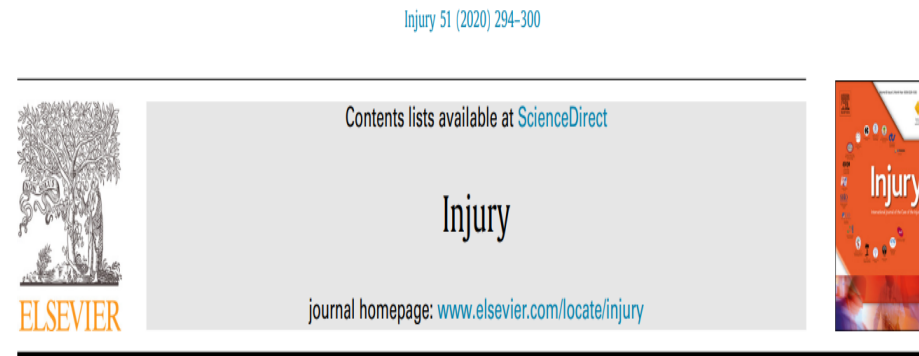 Injury 51 (2020) 294–300
Contents lists available at ScienceDirect
Injury
journal homepage: www.elsevier.com/locate/injury
ELSEVIER
Injury